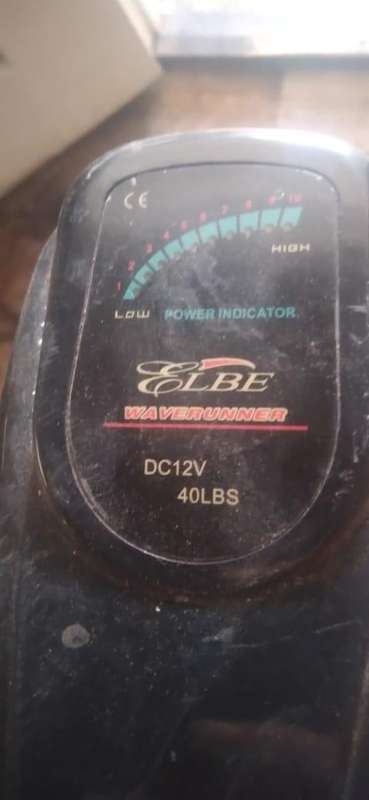 CE
1 2 3 4 5 6 7 8 9 10
HIGH
LOW POWER INDICATOR
ELBE
WAVERUNNER
DC12V
40LBS